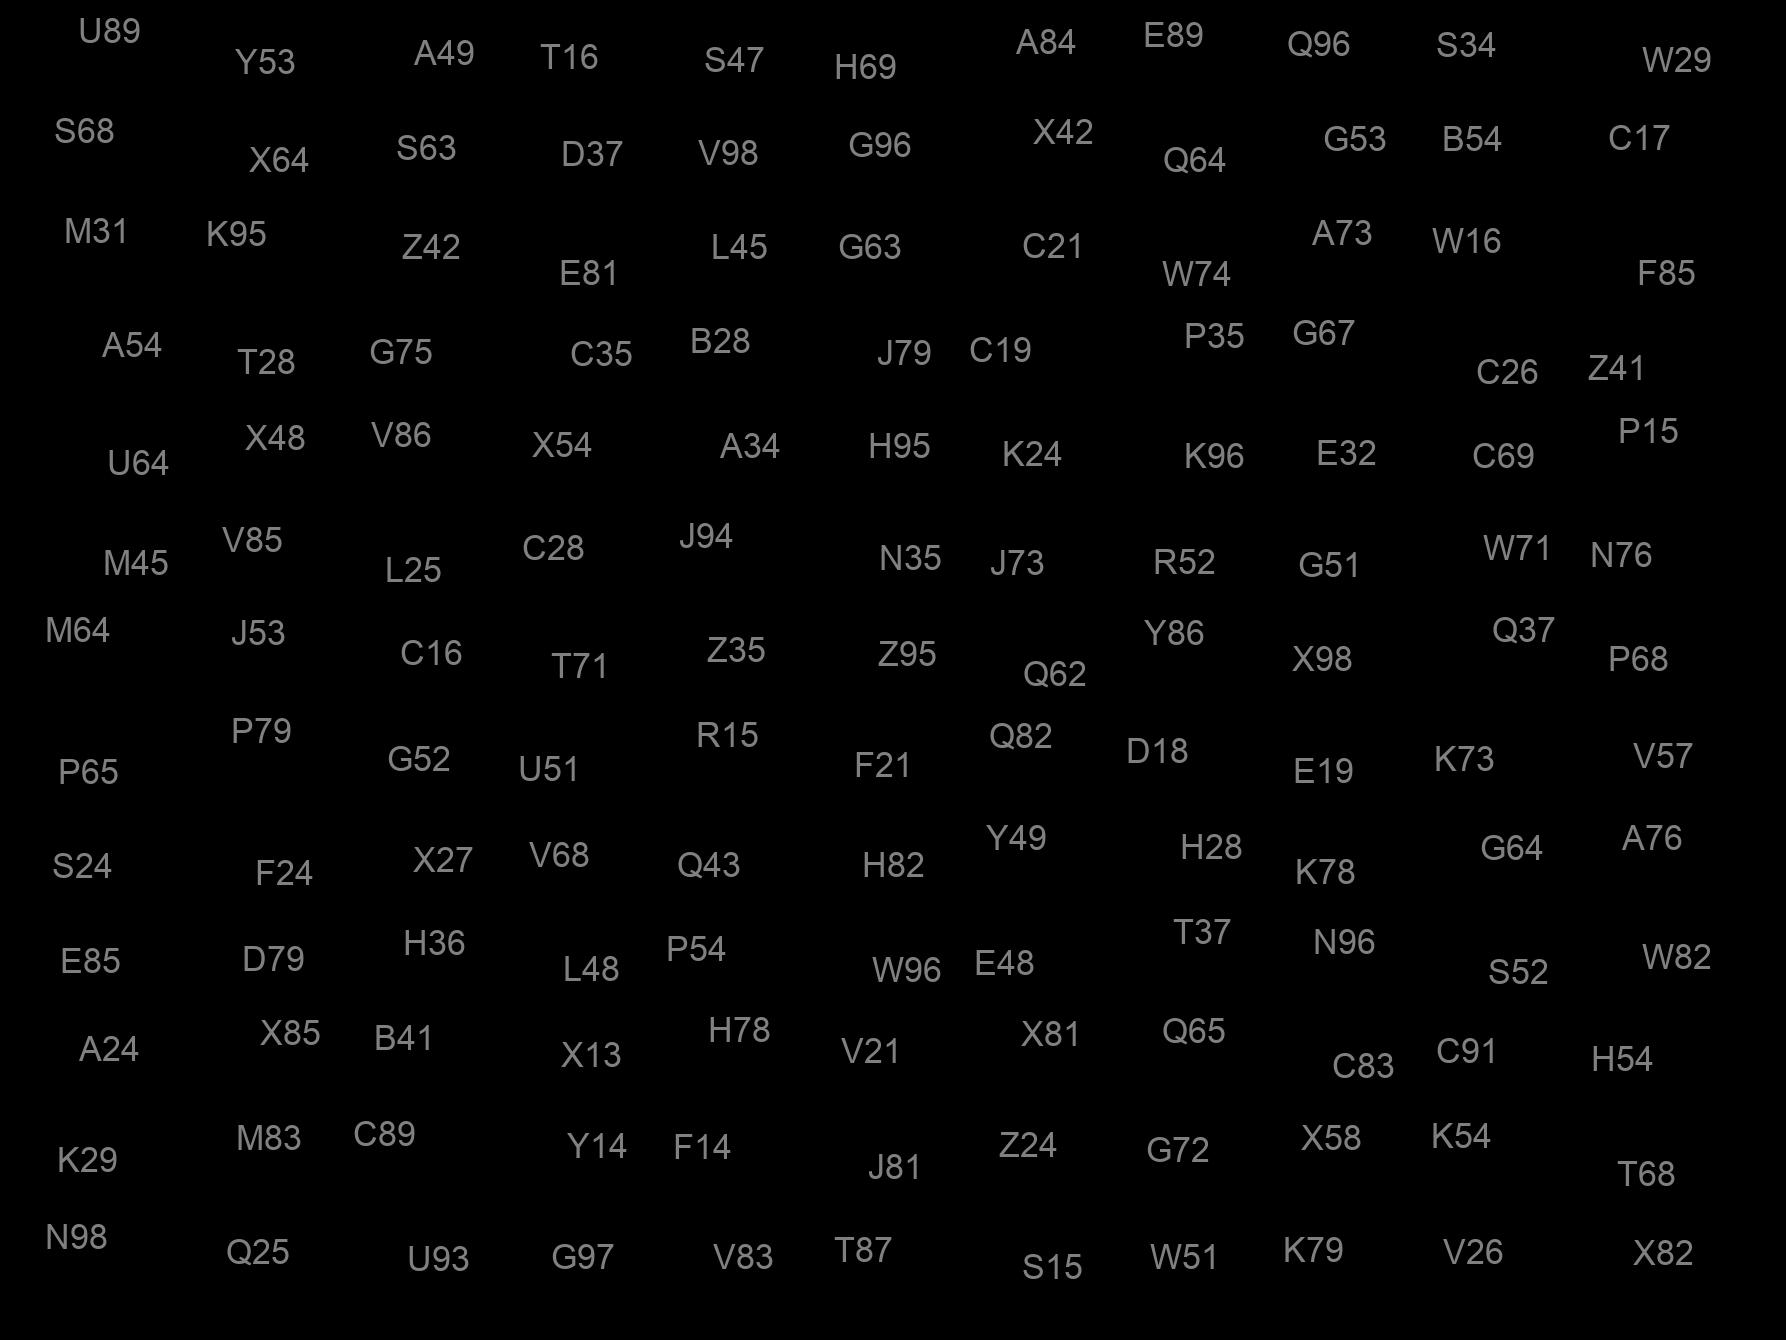 U89 Y53 A49 T16 S47 H69 A84 E89 Q96 S34 W29
S68 X64 S63 D37 V98 G96 X42 Q64 G53 B54 C17
M31 K95 Z42 E81 L45 G63 C21 W74 A73 W16 F85
A54 T28 G75 C35 B28 J79 C19 P35 G67 C26 Z41
U64 X48 V86 X54 A34 H95 K24 K96 E32 C69 P15
M45 V85 L25 C28 J94 N35 J73 R52 G51 W71 N76
M64 J53 C16 T71 Z35 Z95 Q62 Y86 X98 Q37 P68
P65 P79 G52 U51 R15 F21 Q82 D18 E19 K73 V57
S24 F24 X27 V68 Q43 H82 Y49 H28 K78 G64 A76
E85 D79 H36 L48 P54 W96 E48 T37 N96 S52 W82
A24 X85 B41 X13 H78 V21 X81 Q65 C83 C91 H54
K29 M83 C89 Y14 F14 J81 Z24 G72 X58 K54 T68
N98 Q25 U93 G97 V83 T87 S15 W51 K79 V26 X82